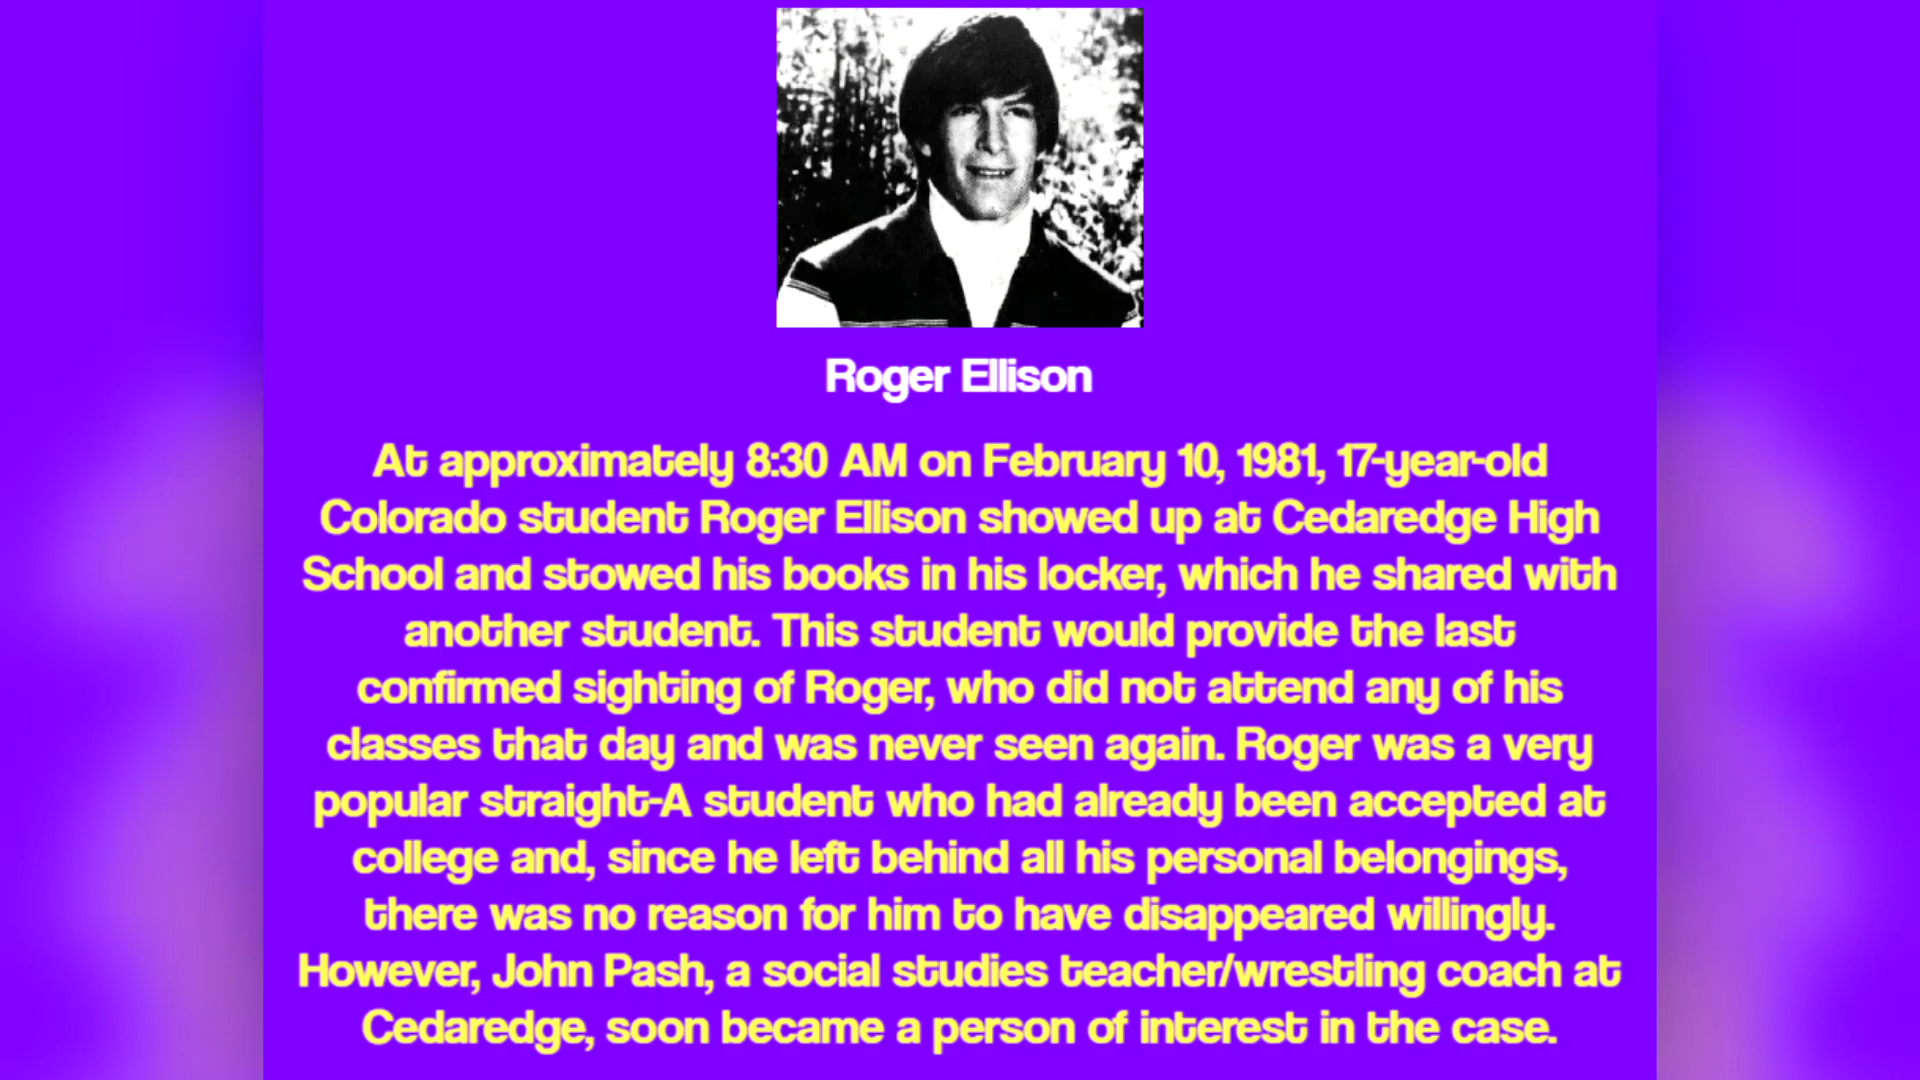 Roger Ellison
At approximately 8:30 AM on February 10, 1981, 17-year-old
Colorado student Roger Ellison showed up at Cedaredge High
School and stowed his books in his locker, which he shared with
another student. This student would provide the last
confirmed sighting of Roger, who did not attend any of his
classes that day and was never seen again. Roger was a very
popular straight-A student who had already been accepted at
college and, since he left behind all his personal belongings,
there was no reason for him to have disappeared willingly.
However, John Pash, a social studies teacher/wrestling coach at
Cedaredge, soon became a person of interest in the case.